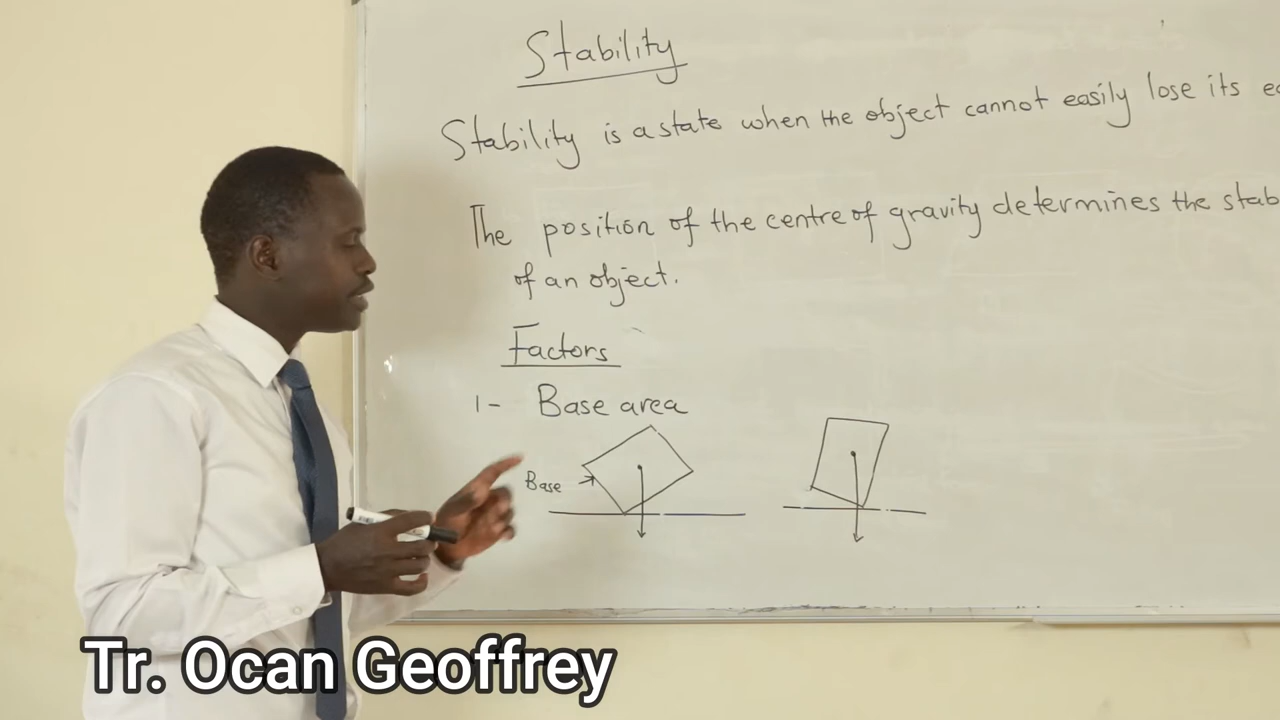 Stability
Stability is a state when the object cannot easily lose its
The position of the centre of gravity determines the
of an object.
Factors
1- Base area
Base
Tr. Ocan Geoffrey